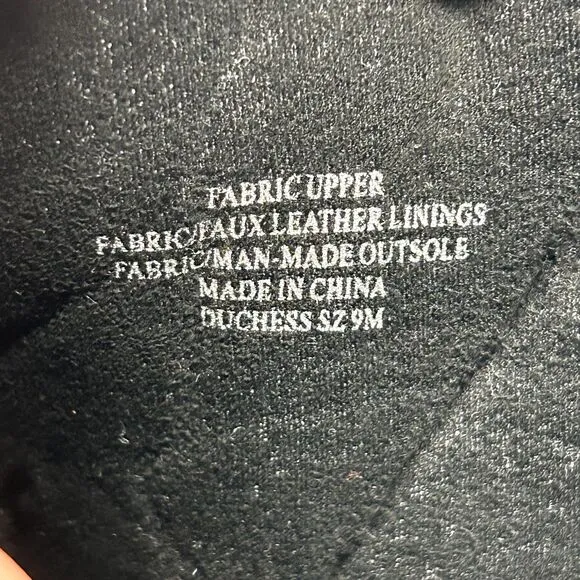 FABRIC UPPER
FABRIC/FAUX LEATHER LININGS
FABRIC/MAN-MADE OUTSOLE
MADE IN CHINA
DUCHESS SZ 9M